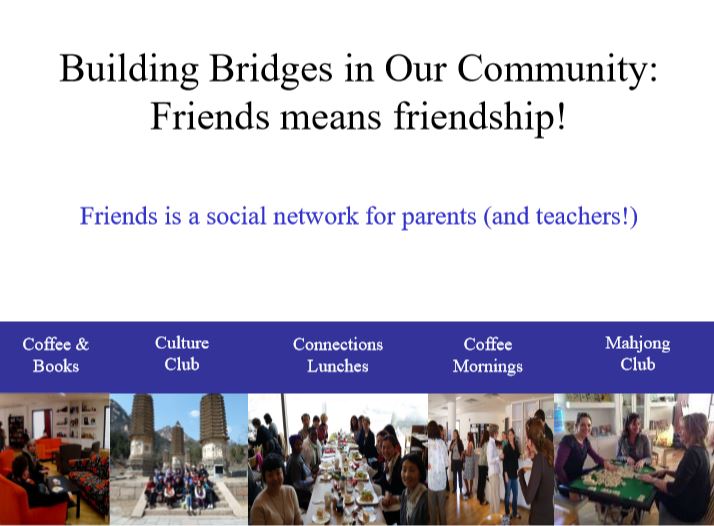 Building Bridges in Our Community:
Friends means friendship!
Friends is a social network for parents (and teachers!)
Coffee &
Books
Culture
Club
Connections
Lunches
Coffee
Mornings
Mahjong
Club